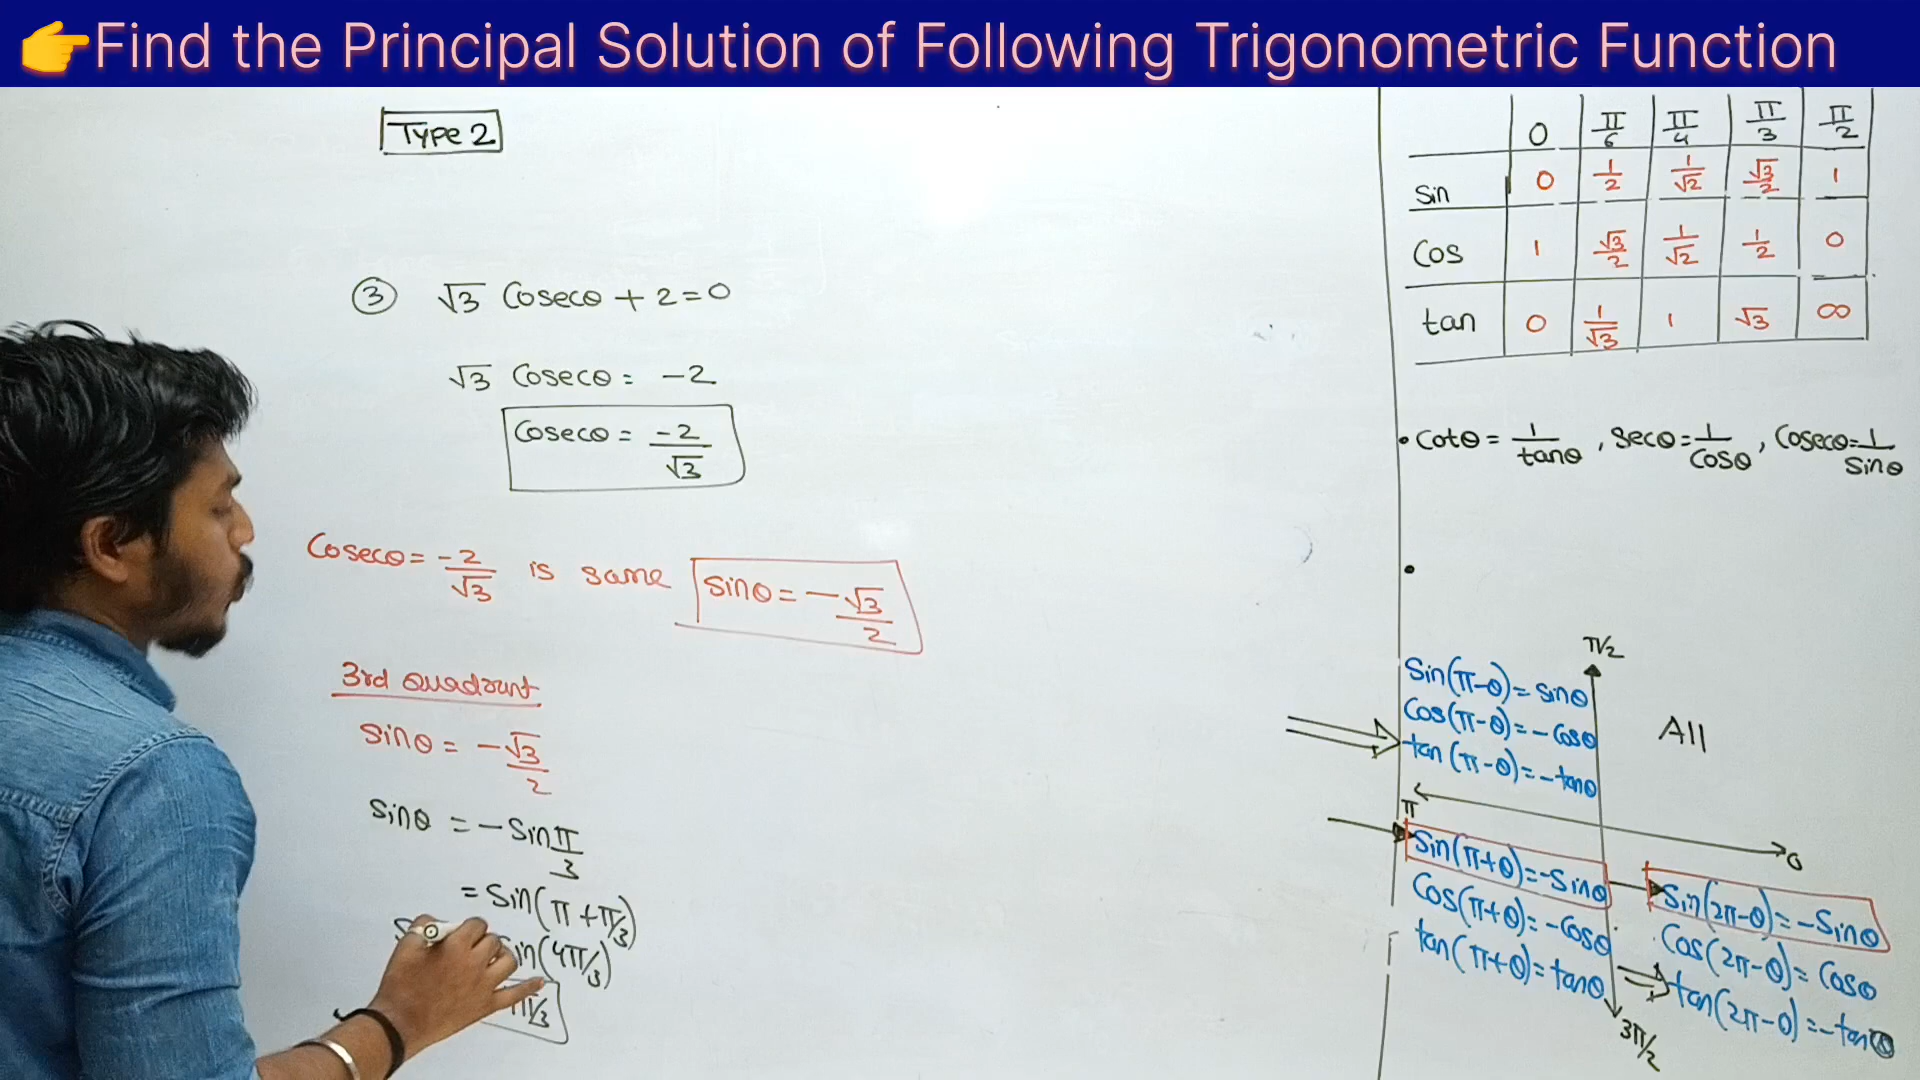 👉Find the Principal Solution of Following Trigonometric Function
Type 2
③ √3 Cosecθ + 2 = 0
√3 Cosecθ = -2
Cosecθ = -2/√3
Cosecθ = -2/√3 is same sinθ = -√3/2
3rd quadrant
sinθ = -√3/2
sinθ = -sin π/3
= sin(π + π/3)
sin(4π/3)
π/3
0 π/6 π/4 π/3 π/2
sin 0 1/2 1/√2 √3/2 1
Cos 1 √3/2 1/√2 1/2 0
tan 0 1/√3 1 √3 ∞
• Cotθ = 1/tanθ , secθ = 1/Cosθ , Cosecθ = 1/sinθ
π/2
Sin(π-θ) = sinθ
Cos(π-θ) = -Cosθ
tan(π-θ) = -tanθ
All
π
0
Sin(π+θ) = -Sinθ
Cos(π+θ) = -Cosθ
tan(π+θ) = tanθ
Sin(2π-θ) = -Sinθ
Cos(2π-θ) = Cosθ
tan(2π-θ) = -tanθ
3π/2